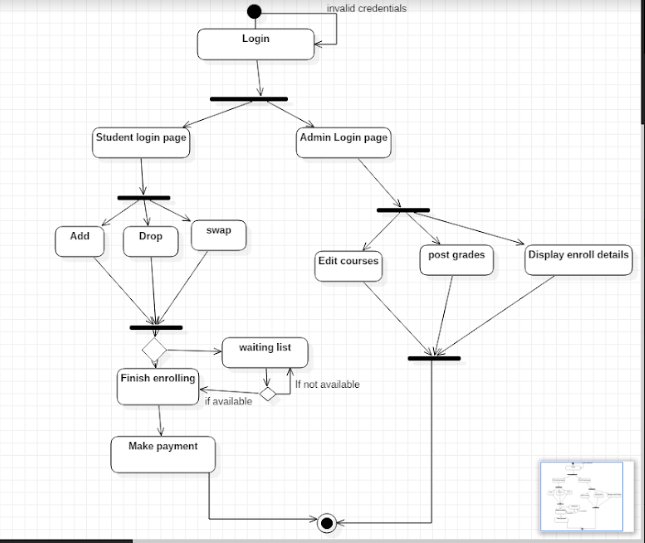 invalid credentials
Login
Student login page
Admin Login page
Add
Drop
swap
Edit courses
post grades
Display enroll details
waiting list
Finish enrolling
If not available
if available
Make payment